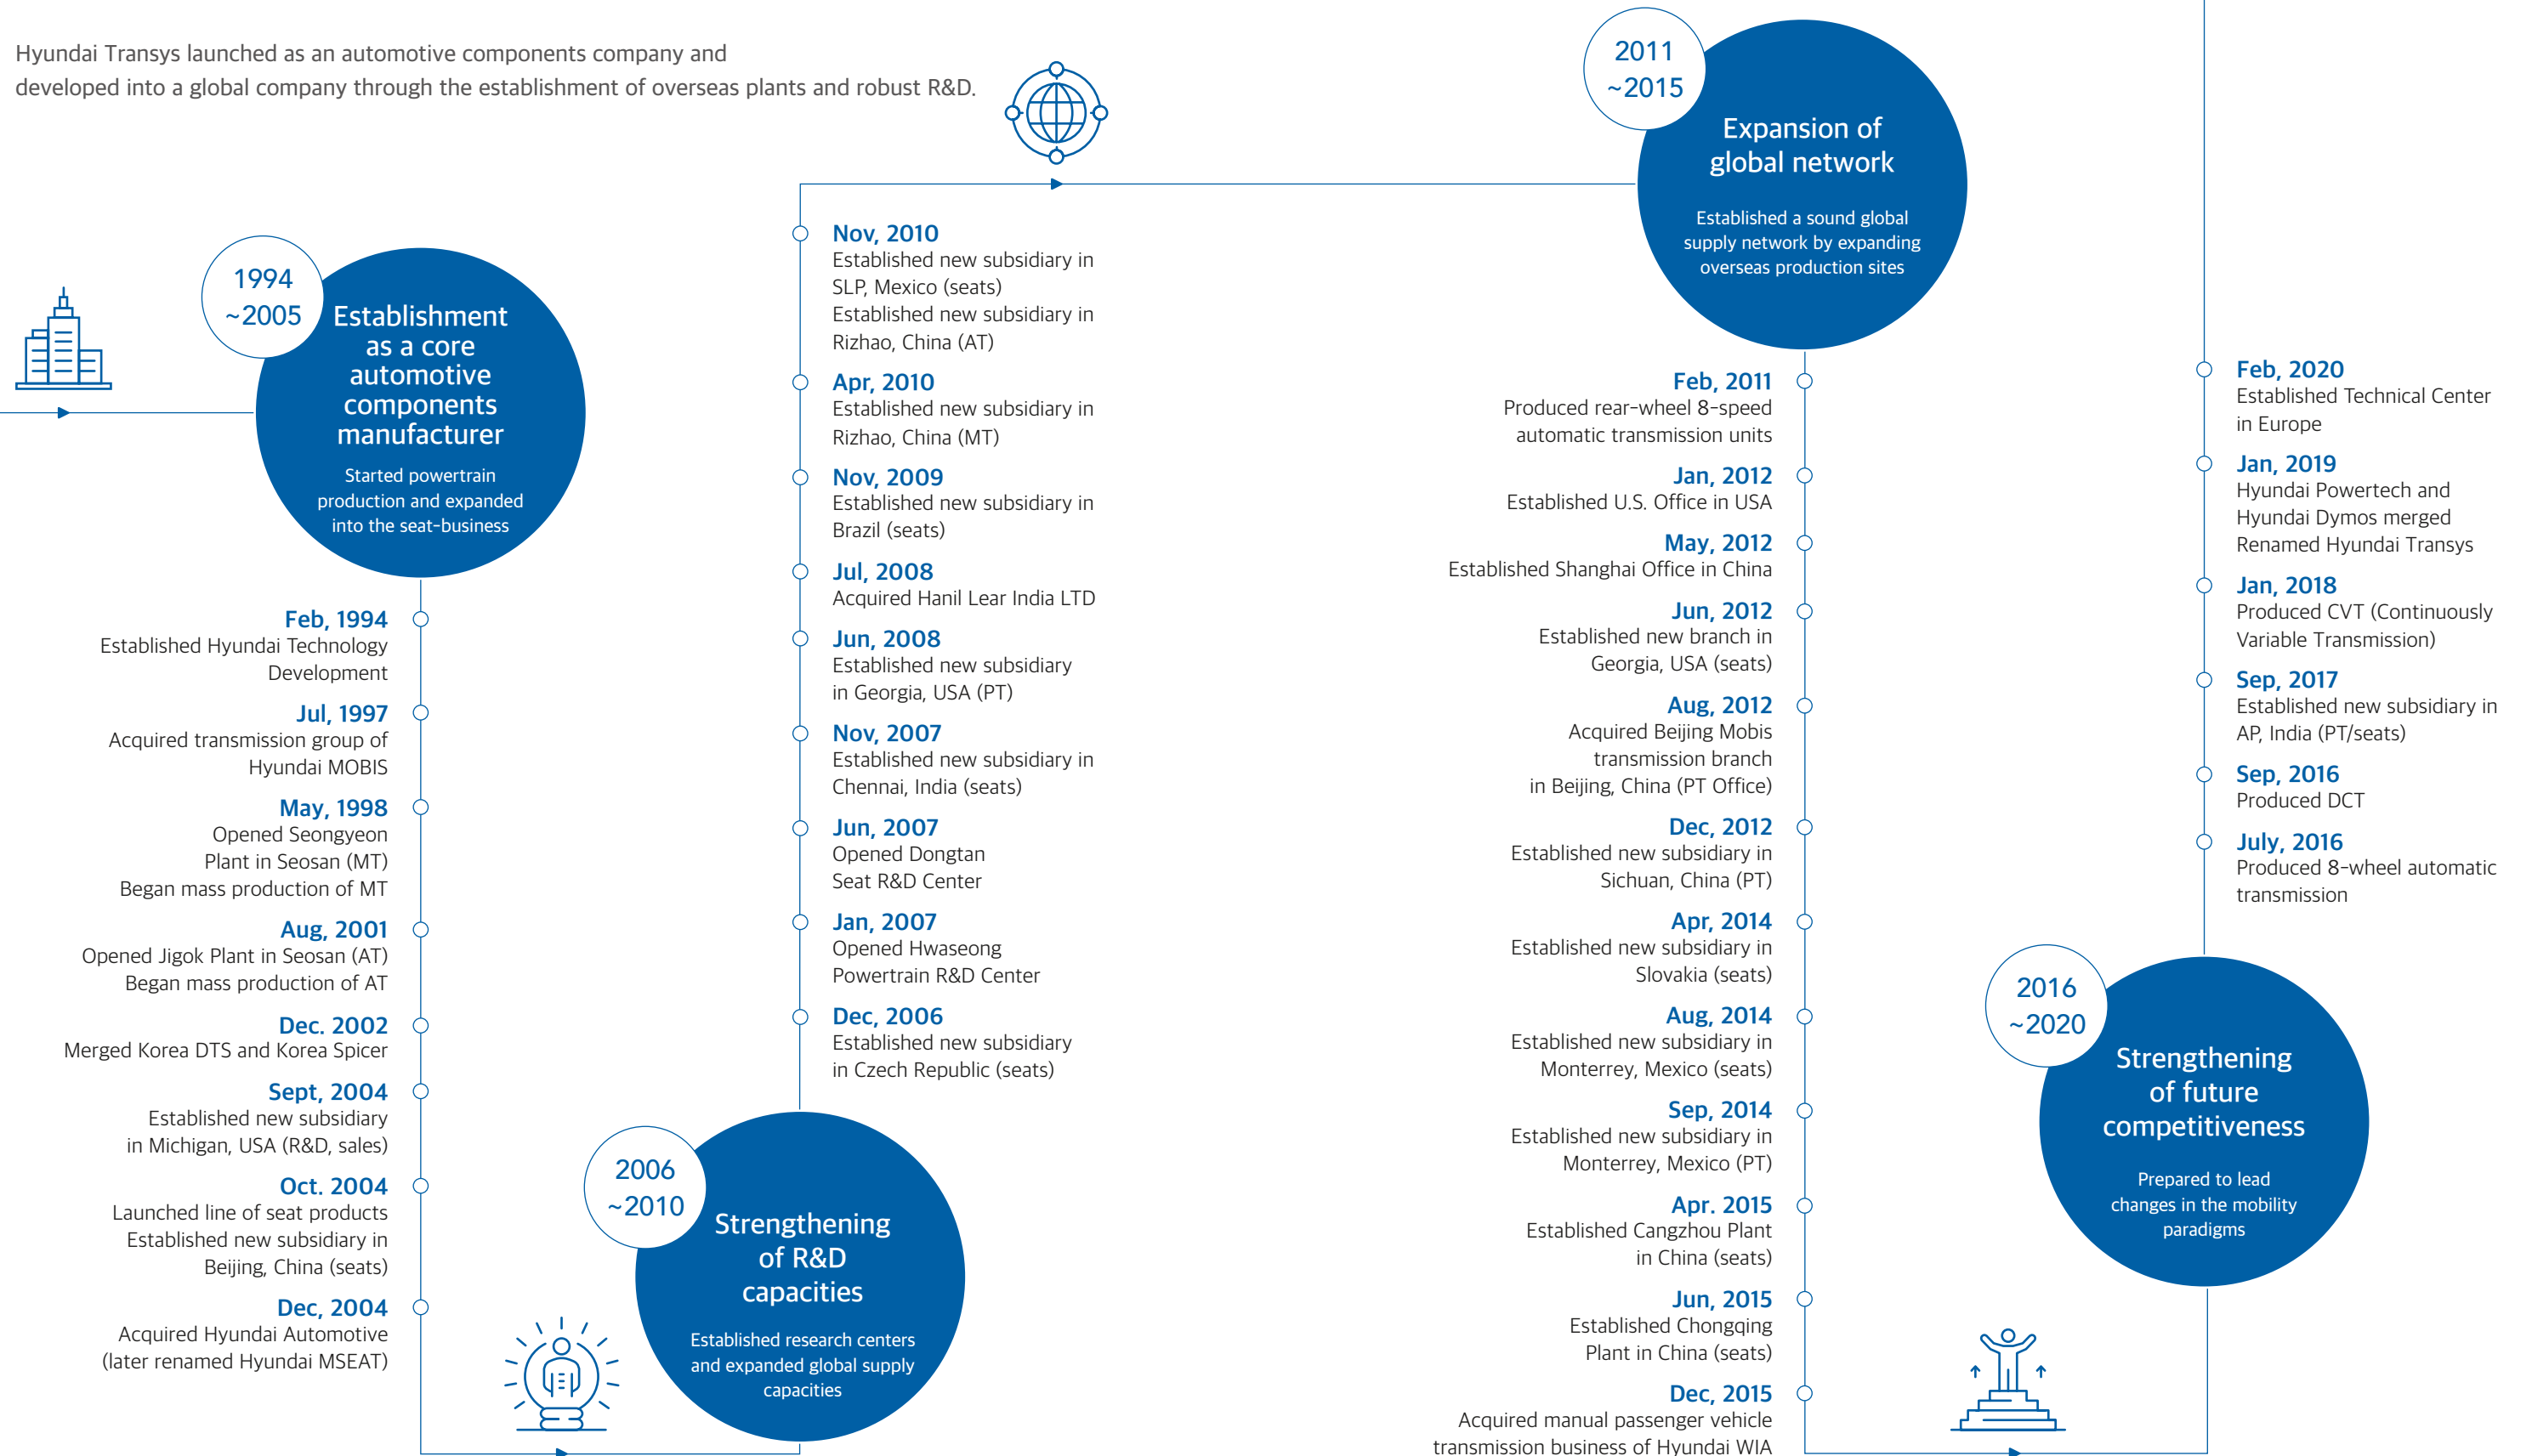 Hyundai Transys launched as an automotive components company and
developed into a global company through the establishment of overseas plants and robust R&D.
1994
~2005
Establishment
as a core
automotive
components
manufacturer
Started powertrain
production and expanded
into the seat-business
Feb, 1994
Established Hyundai Technology
Development
Jul, 1997
Acquired transmission group of
Hyundai MOBIS
May, 1998
Opened Seongyeon
Plant in Seosan (MT)
Began mass production of MT
Aug, 2001
Opened Jigok Plant in Seosan (AT)
Began mass production of AT
Dec. 2002
Merged Korea DTS and Korea Spicer
Sept, 2004
Established new subsidiary
in Michigan, USA (R&D, sales)
Oct. 2004
Launched line of seat products
Established new subsidiary in
Beijing, China (seats)
Dec, 2004
Acquired Hyundai Automotive
(later renamed Hyundai MSEAT)
Nov, 2010
Established new subsidiary in
SLP, Mexico (seats)
Established new subsidiary in
Rizhao, China (AT)
Apr, 2010
Established new subsidiary in
Rizhao, China (MT)
Nov, 2009
Established new subsidiary in
Brazil (seats)
Jul, 2008
Acquired Hanil Lear India LTD
Jun, 2008
Established new subsidiary
in Georgia, USA (PT)
Nov, 2007
Established new subsidiary in
Chennai, India (seats)
Jun, 2007
Opened Dongtan
Seat R&D Center
Jan, 2007
Opened Hwaseong
Powertrain R&D Center
Dec, 2006
Established new subsidiary
in Czech Republic (seats)
2006
~2010
Strengthening
of R&D
capacities
Established research centers
and expanded global supply
capacities
2011
~2015
Expansion of
global network
Established a sound global
supply network by expanding
overseas production sites
Feb, 2011
Produced rear-wheel 8-speed
automatic transmission units
Jan, 2012
Established U.S. Office in USA
May, 2012
Established Shanghai Office in China
Jun, 2012
Established new branch in
Georgia, USA (seats)
Aug, 2012
Acquired Beijing Mobis
transmission branch
in Beijing, China (PT Office)
Dec, 2012
Established new subsidiary in
Sichuan, China (PT)
Apr, 2014
Established new subsidiary in
Slovakia (seats)
Aug, 2014
Established new subsidiary in
Monterrey, Mexico (seats)
Sep, 2014
Established new subsidiary in
Monterrey, Mexico (PT)
Apr. 2015
Established Cangzhou Plant
in China (seats)
Jun, 2015
Established Chongqing
Plant in China (seats)
Dec, 2015
Acquired manual passenger vehicle
transmission business of Hyundai WIA
Feb, 2020
Established Technical Center
in Europe
Jan, 2019
Hyundai Powertech and
Hyundai Dymos merged
Renamed Hyundai Transys
Jan, 2018
Produced CVT (Continuously
Variable Transmission)
Sep, 2017
Established new subsidiary in
AP, India (PT/seats)
Sep, 2016
Produced DCT
July, 2016
Produced 8-wheel automatic
transmission
2016
~2020
Strengthening
of future
competitiveness
Prepared to lead
changes in the mobility
paradigms